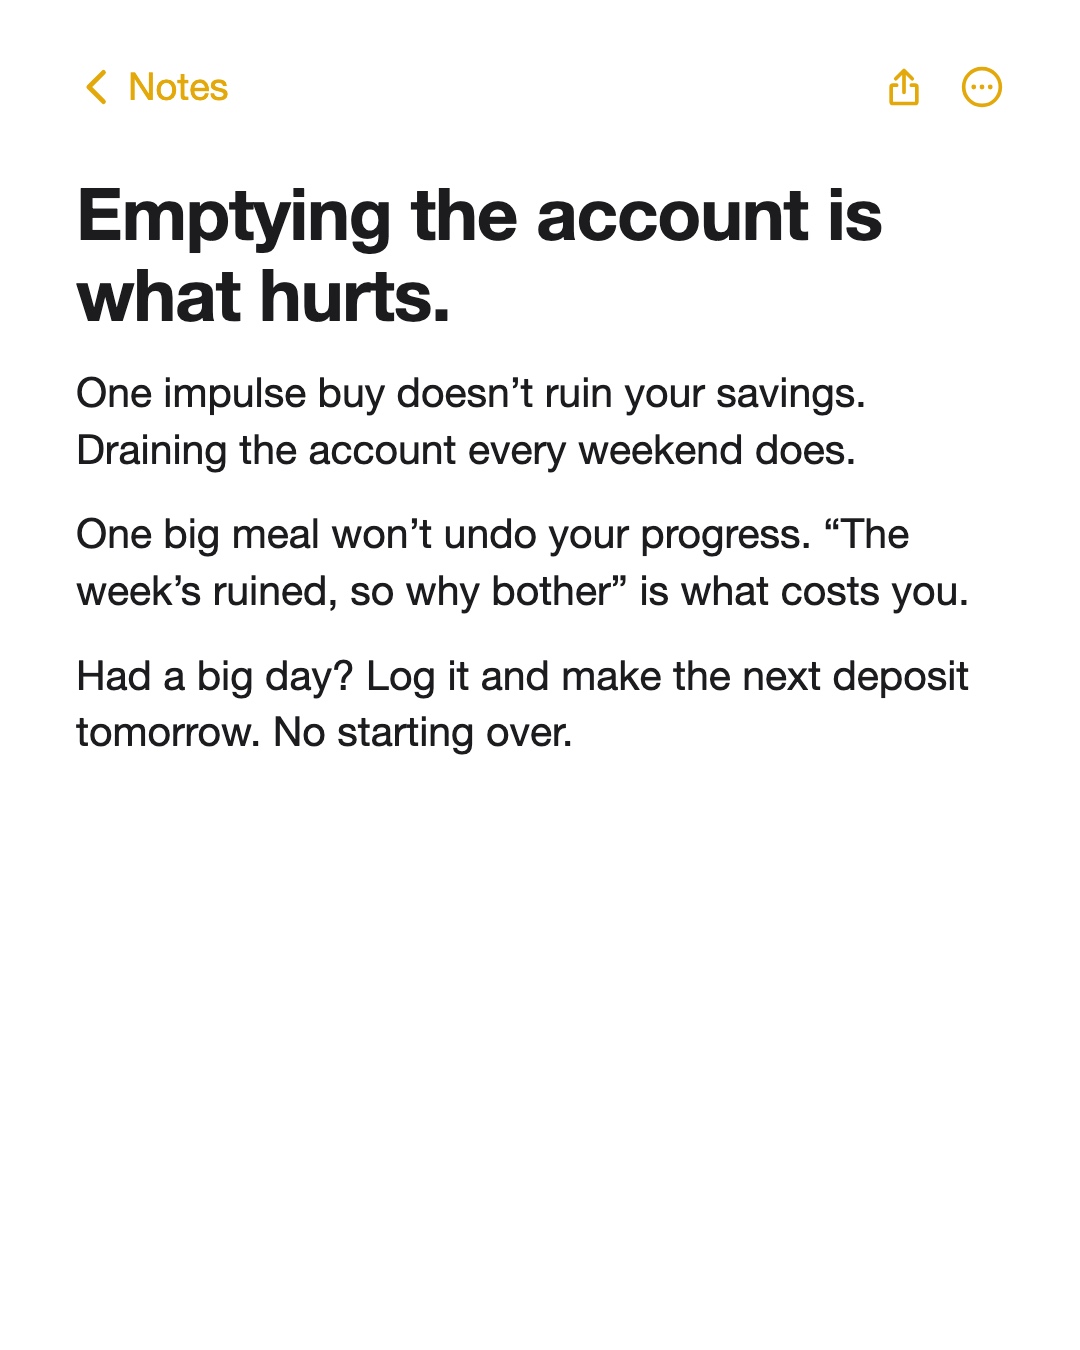 Notes
Emptying the account is
what hurts.
One impulse buy doesn’t ruin your savings.
Draining the account every weekend does.
One big meal won’t undo your progress. “The
week’s ruined, so why bother” is what costs you.
Had a big day? Log it and make the next deposit
tomorrow. No starting over.